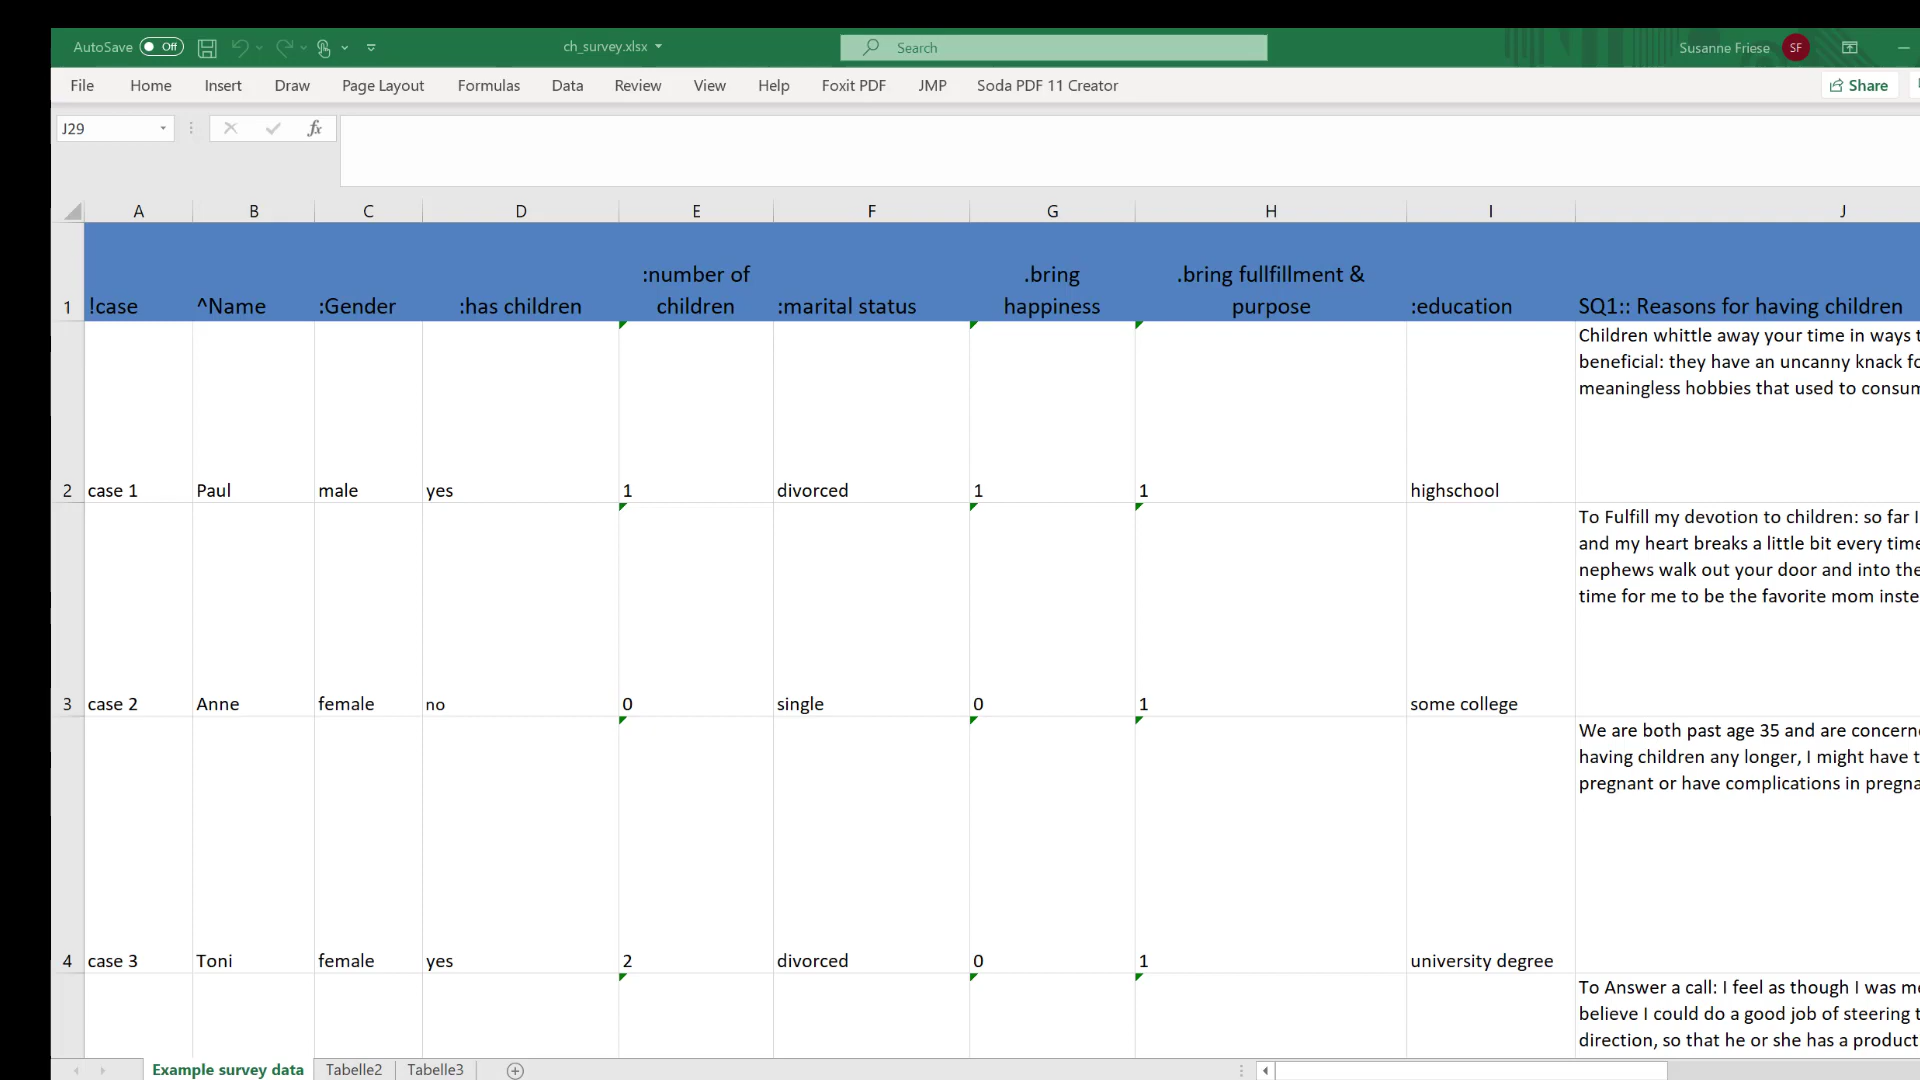 AutoSave Off ch_survey.xlsx Search Susanne Friese SF
File Home Insert Draw Page Layout Formulas Data Review View Help Foxit PDF JMP Soda PDF 11 Creator Share
J29 fx
A B C D E F G H I J
1 !case ^Name :Gender :has children :number of children :marital status .bring happiness .bring fullfillment & purpose :education SQ1:: Reasons for having children
Children whittle away your time in ways
beneficial: they have an uncanny knack
meaningless hobbies that used to
2 case 1 Paul male yes 1 divorced 1 1 highschool
To Fulfill my devotion to children: so far I
and my heart breaks a little bit every
nephews walk out your door and into
time for me to be the favorite mom
3 case 2 Anne female no 0 single 0 1 some college
We are both past age 35 and are
having children any longer, I might have
pregnant or have complications in
4 case 3 Toni female yes 2 divorced 0 1 university degree
To Answer a call: I feel as though I was
believe I could do a good job of steering
direction, so that he or she has a
Example survey data Tabelle2 Tabelle3